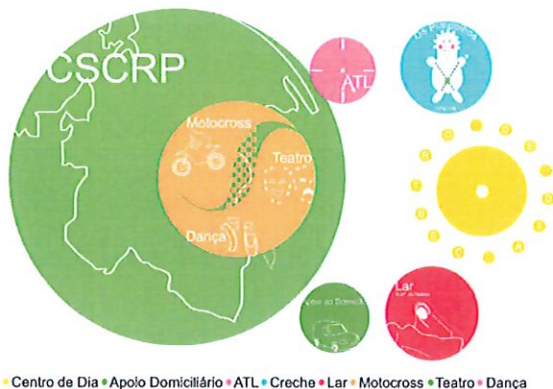 CSCRP
ATL
Motocross
Teatro
Dança
Lar
• Centro de Dia • Apoio Domiciliário • ATL • Creche • Lar • Motocross • Teatro • Dança